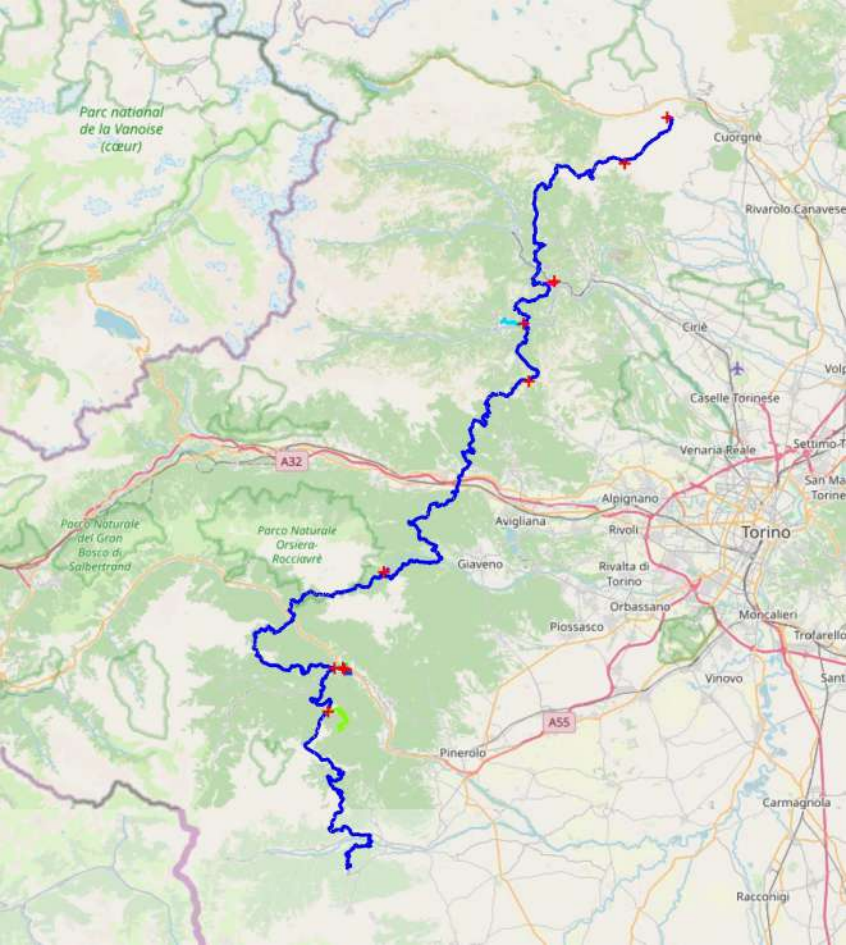 Parc national
de la Vanoise
(cœur)
Cuorgnè
Rivarolo Canavese
Ciriè
Volp
Caselle Torinese
Venaria Reale
Settimo T
A32
San Ma
Torine
Alpignano
Avigliana
Rivoli
Torino
Parco Naturale
del Gran
Bosco di
Salbertrand
Parco Naturale
Orsiera-
Rocciavrè
Giaveno
Rivalta di
Torino
Orbassano
Moncalieri
Piossasco
Trofarello
Vinovo
Sant
A55
Pinerolo
Carmagnola
Racconigi